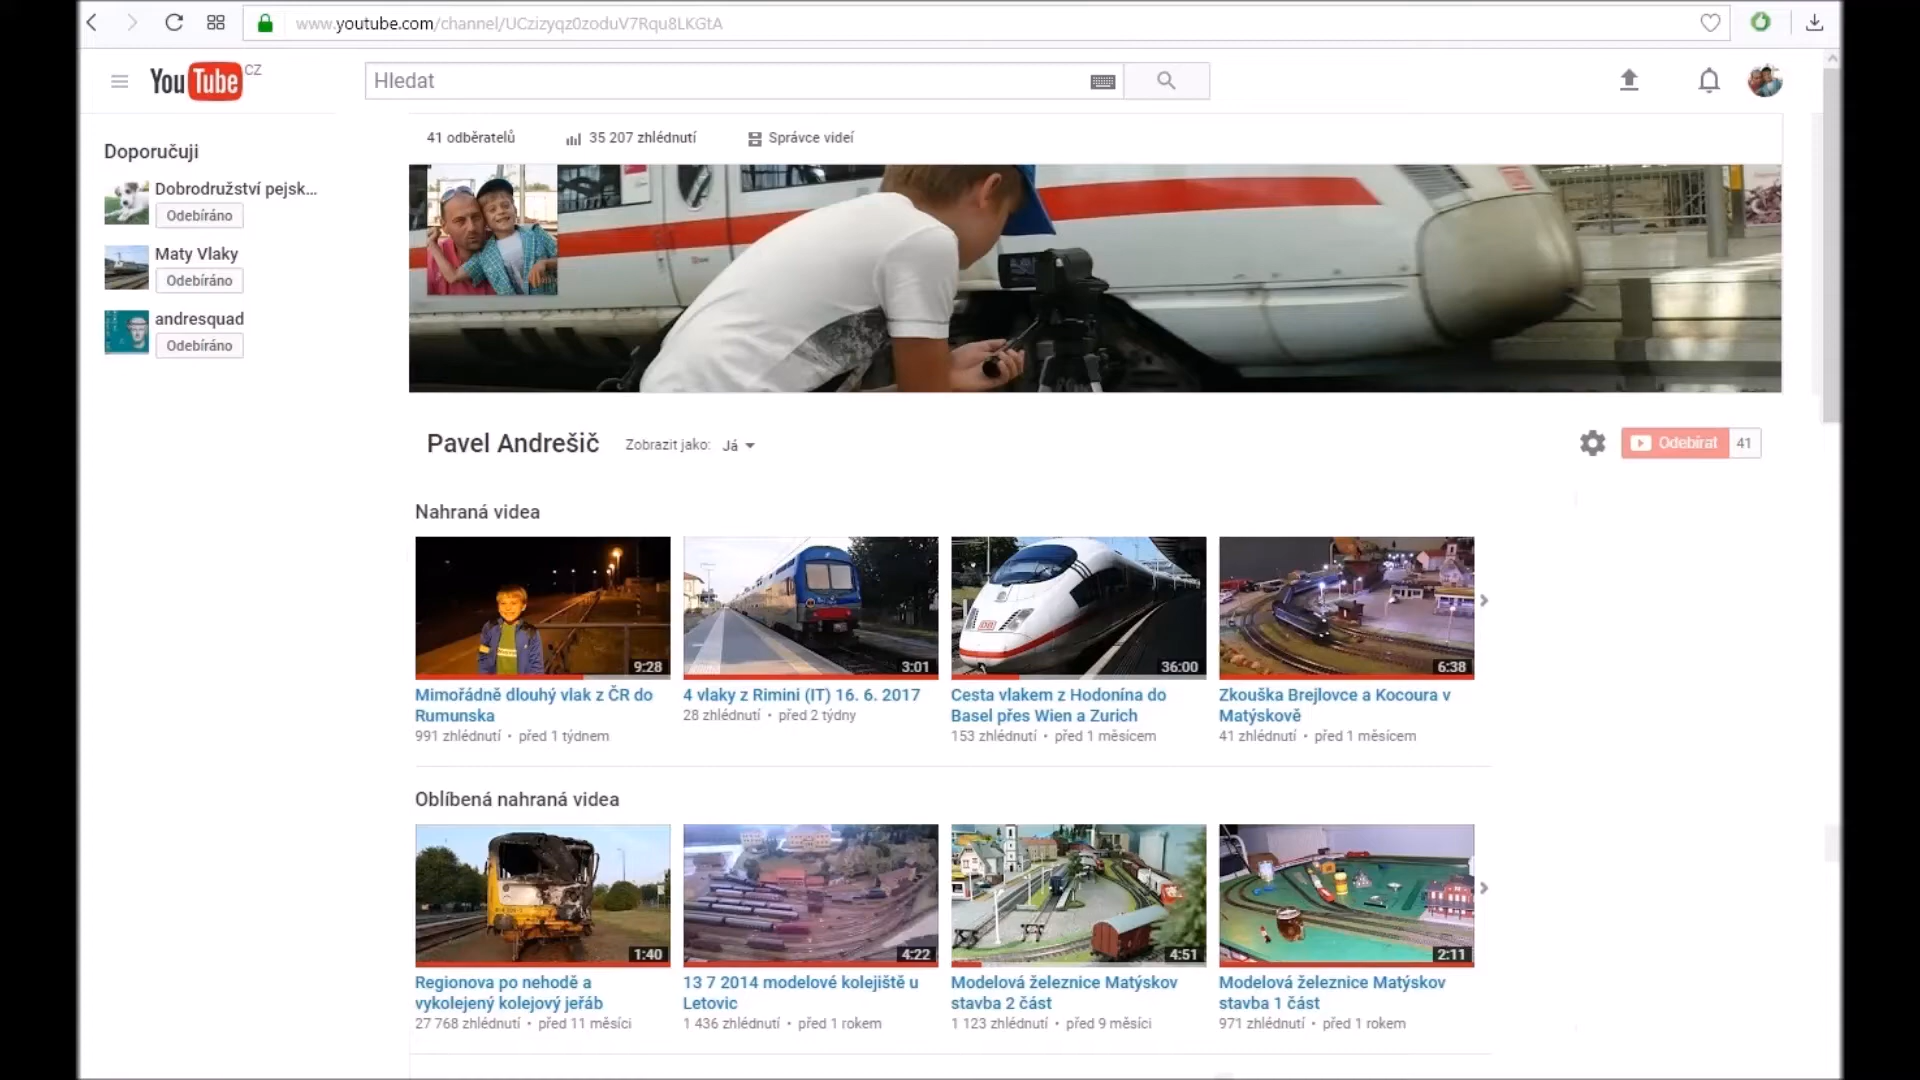 www.youtube.com/channel/UCzizyqz0zoduV7Rqu8LKGtA
YouTube CZ
Hledat
41 odběratelů
35 207 zhlédnutí
Správce videí
Doporučuji
Dobrodružství pejsk...
Odebíráno
Maty Vlaky
Odebíráno
andresquad
Odebíráno
Pavel Andrešič
Zobrazit jako: Já
Odebírat 41
Nahraná videa
9:28
3:01
36:00
6:38
Mimořádně dlouhý vlak z ČR do
Rumunska
991 zhlédnutí • před 1 týdnem
4 vlaky z Rimini (IT) 16. 6. 2017
28 zhlédnutí • před 2 týdny
Cesta vlakem z Hodonína do
Basel přes Wien a Zurich
153 zhlédnutí • před 1 měsícem
Zkouška Brejlovce a Kocoura v
Matýskově
41 zhlédnutí • před 1 měsícem
Oblíbená nahraná videa
1:40
4:22
4:51
2:11
Regionova po nehodě a
vykolejený kolejový jeřáb
27 768 zhlédnutí • před 11 měsíci
13 7 2014 modelové kolejiště u
Letovic
1 436 zhlédnutí • před 1 rokem
Modelová železnice Matýskov
stavba 2 část
1 123 zhlédnutí • před 9 měsíci
Modelová železnice Matýskov
stavba 1 část
971 zhlédnutí • před 1 rokem